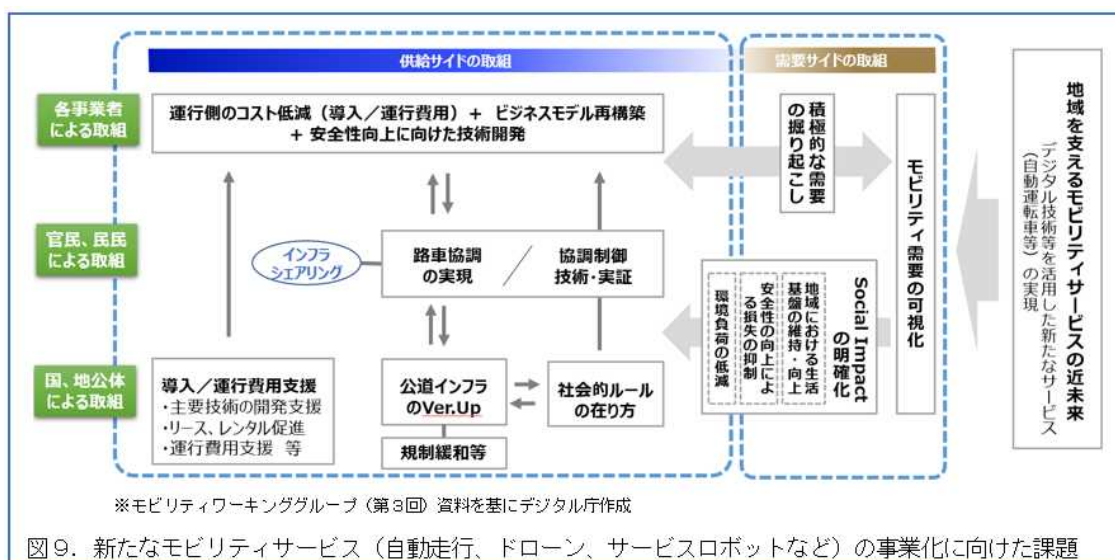 供給サイドの取組
需要サイドの取組
各事業者
による取組
運行側のコスト低減（導入／運行費用）＋ ビジネスモデル再構築
＋ 安全性向上に向けた技術開発
積極的な需要
の掘り起こし
モビリティ需要の可視化
地域を支えるモビリティサービスの近未来
デジタル技術等を活用した新たなサービス
（自動運転車等）の実現
官民、民民
による取組
インフラ
シェアリング
路車協調
の実現
協調制御
技術・実証
Social Impact
の明確化
地域における生活
基盤の維持・向上
安全性の向上によ
る損失の抑制
環境負荷の低減
国、地公体
による取組
導入／運行費用支援
・主要技術の開発支援
・リース、レンタル促進
・運行費用支援 等
公道インフラ
のVer.Up
規制緩和等
社会的ルール
の在り方
※モビリティワーキンググループ（第３回）資料を基にデジタル庁作成
図９．新たなモビリティサービス（自動走行、ドローン、サービスロボットなど）の事業化に向けた課題